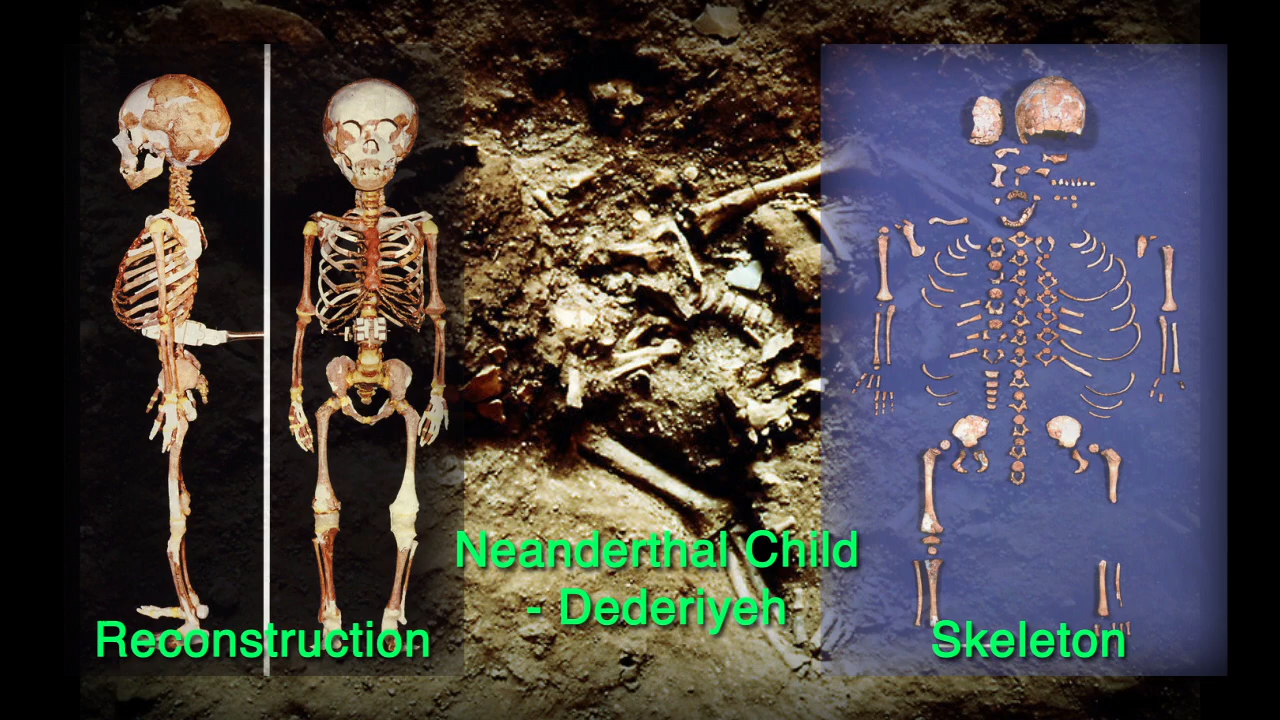 Neanderthal Child
- Dederiyeh
Reconstruction
Skeleton